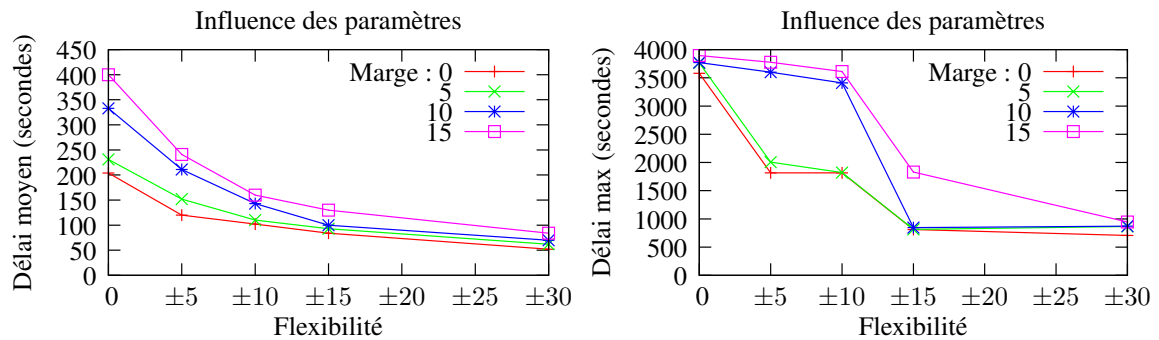 Influence des paramètres
Délai moyen (secondes)
450
400
350
300
250
200
150
100
50
0
Marge : 0
5
10
15
0 ±5 ±10 ±15 ±20 ±25 ±30
Flexibilité
Influence des paramètres
Délai max (secondes)
4000
3500
3000
2500
2000
1500
1000
500
0
Marge : 0
5
10
15
0 ±5 ±10 ±15 ±20 ±25 ±30
Flexibilité